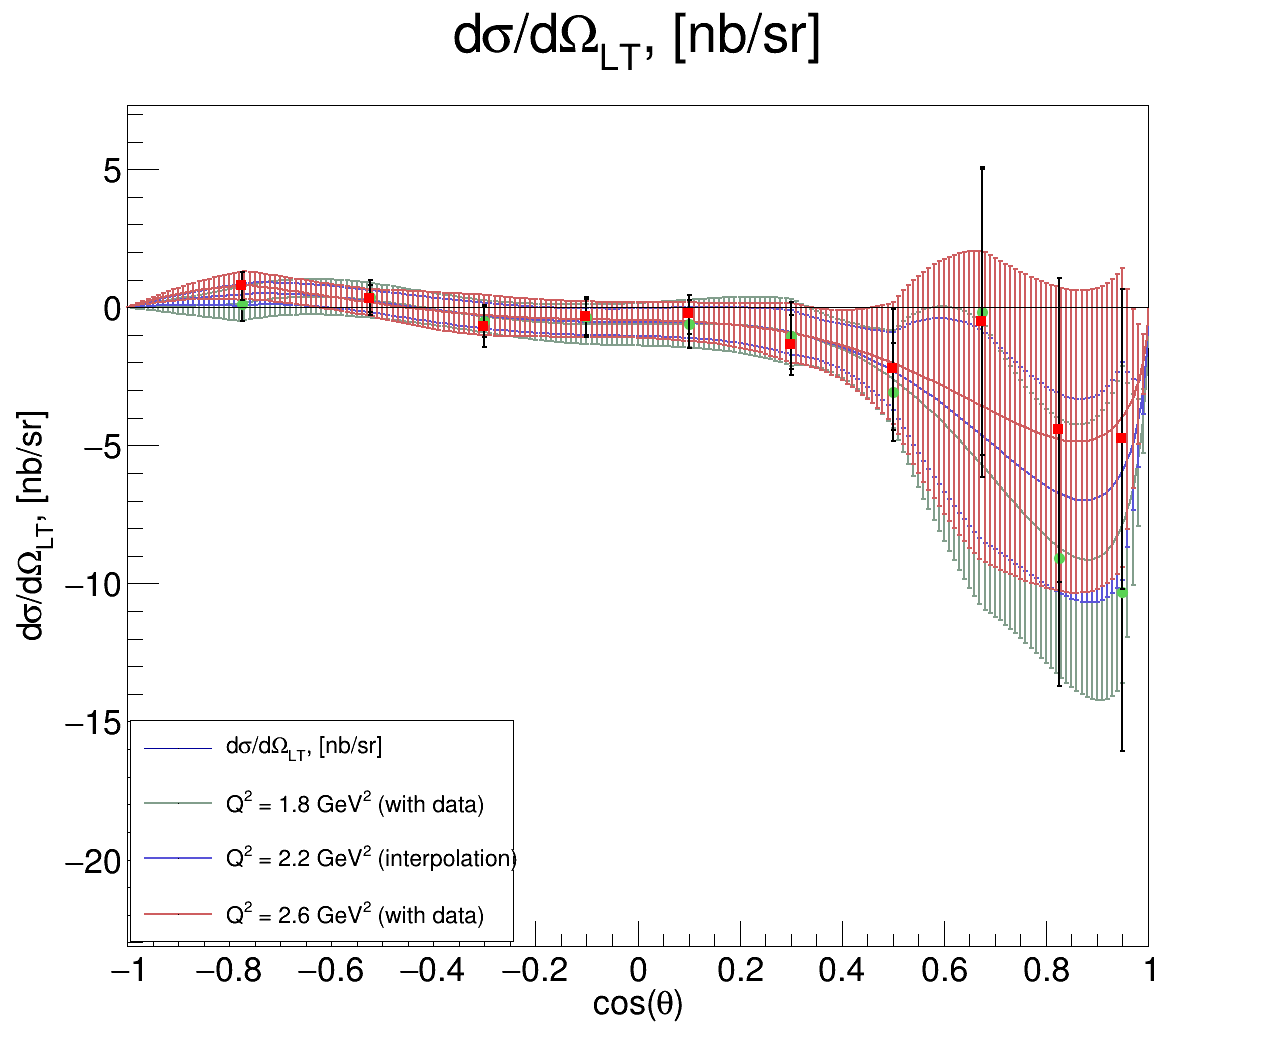 dσ/dΩ_LT, [nb/sr]
dσ/dΩ_LT, [nb/sr]
5
0
−5
−10
−15
−20
dσ/dΩ_LT, [nb/sr]
Q² = 1.8 GeV² (with data)
Q² = 2.2 GeV² (interpolation)
Q² = 2.6 GeV² (with data)
−1 −0.8 −0.6 −0.4 −0.2 0 0.2 0.4 0.6 0.8 1
cos(θ)